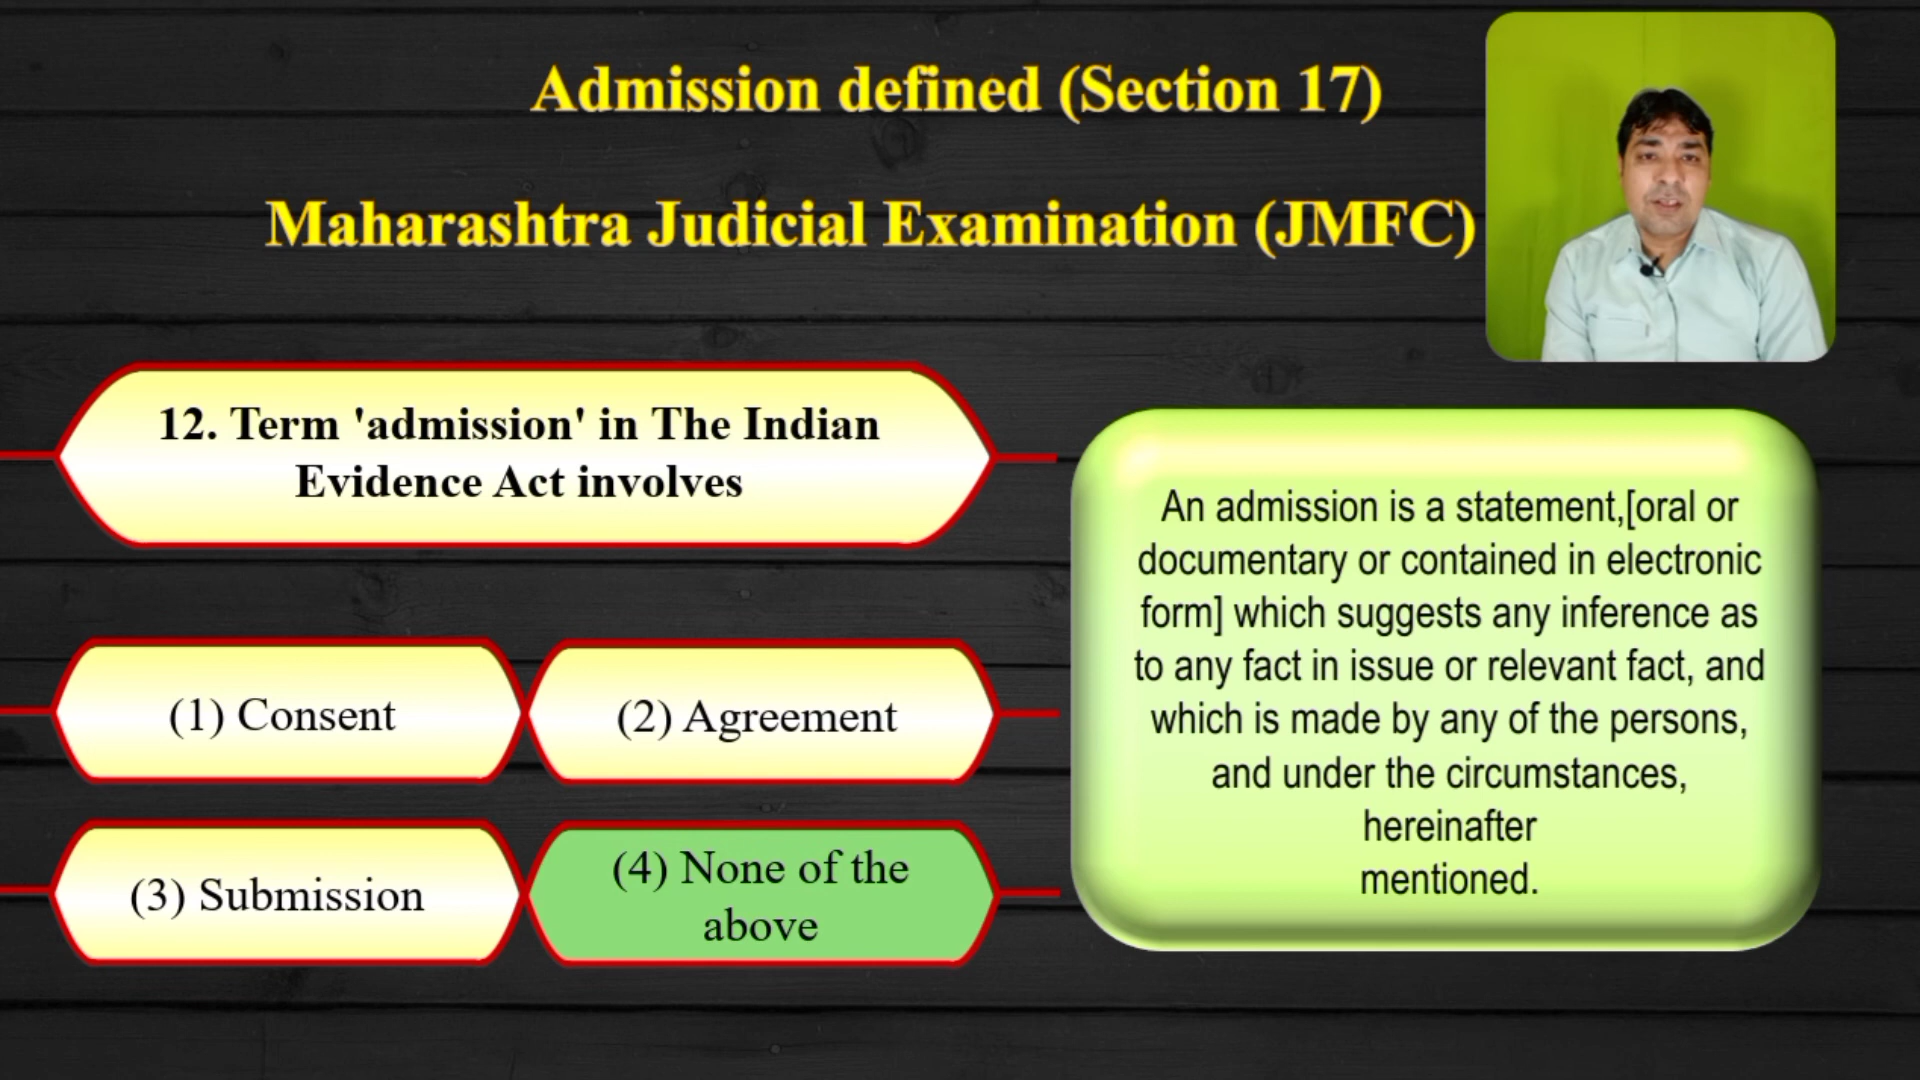 Admission defined (Section 17)
Maharashtra Judicial Examination (JMFC)
12. Term 'admission' in The Indian
Evidence Act involves
(1) Consent
(2) Agreement
(3) Submission
(4) None of the
above
An admission is a statement,[oral or
documentary or contained in electronic
form] which suggests any inference as
to any fact in issue or relevant fact, and
which is made by any of the persons,
and under the circumstances,
hereinafter
mentioned.